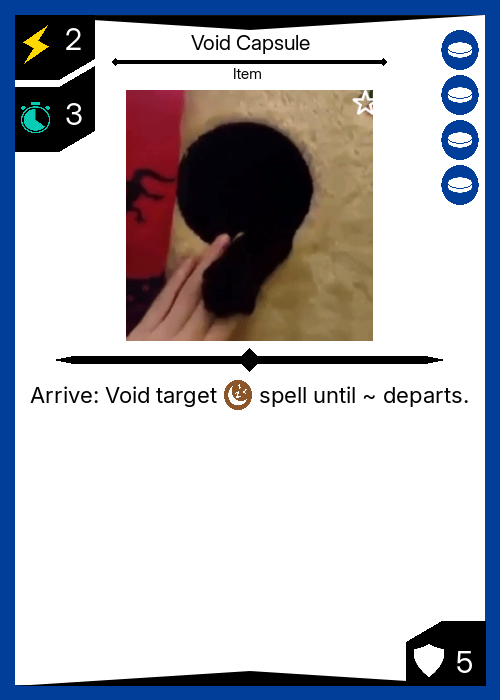 2
Void Capsule
Item
3
Arrive: Void target spell until ~ departs.
5